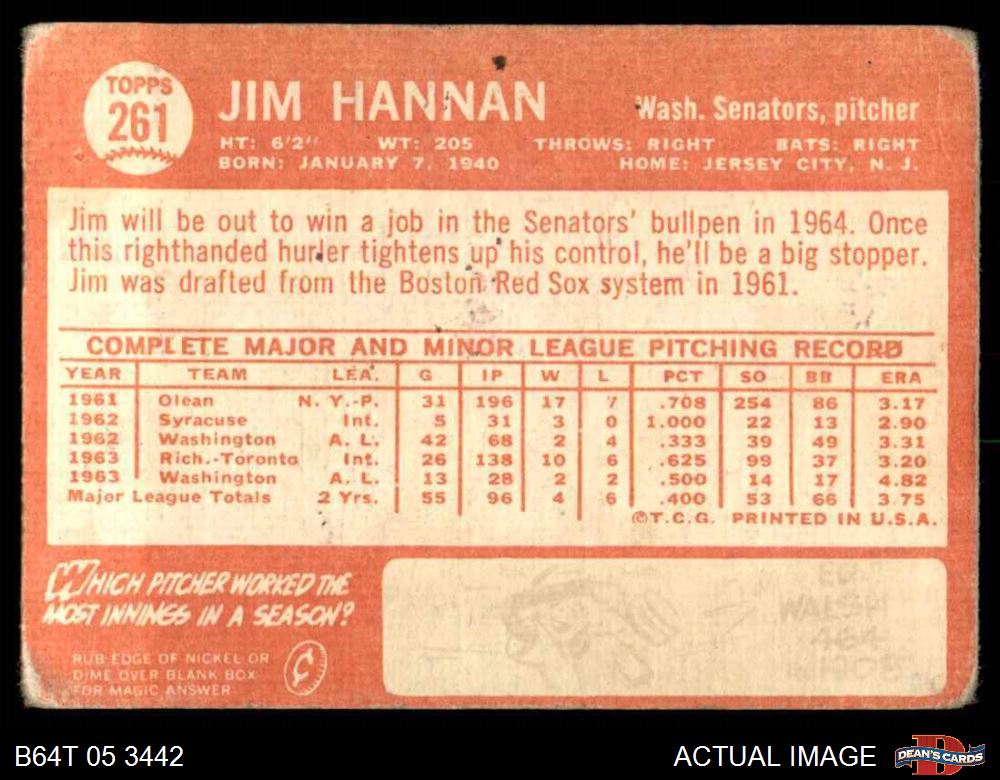 TOPPS
261
JIM HANNAN
Wash. Senators, pitcher
HT: 6'2" WT: 205 THROWS: RIGHT BATS: RIGHT
BORN: JANUARY 7, 1940 HOME: JERSEY CITY, N. J.
Jim will be out to win a job in the Senators' bullpen in 1964. Once
this righthanded hurler tightens up his control, he'll be a big stopper.
Jim was drafted from the Boston Red Sox system in 1961.
COMPLETE MAJOR AND MINOR LEAGUE PITCHING RECORD
YEAR TEAM LEA. G IP W L PCT SO BB ERA
1961 Olean N. Y.-P. 31 196 17 7 .708 254 86 3.17
1962 Syracuse Int. 5 31 3 0 1.000 22 13 2.90
1962 Washington A. L. 42 68 2 4 .333 39 49 3.31
1963 Rich.-Toronto Int. 26 138 10 6 .625 99 37 3.20
1963 Washington A. L. 13 28 2 2 .500 14 17 4.82
Major League Totals 2 Yrs. 55 96 4 6 .400 53 66 3.75
©T.C.G. PRINTED IN U.S.A.
WHICH PITCHER WORKED THE
MOST INNINGS IN A SEASON?
RUB EDGE OF NICKEL OR
DIME OVER BLANK BOX
FOR MAGIC ANSWER
¢
ED
WALSH
464
B64T 05 3442
ACTUAL IMAGE
D
DEAN'S CARDS